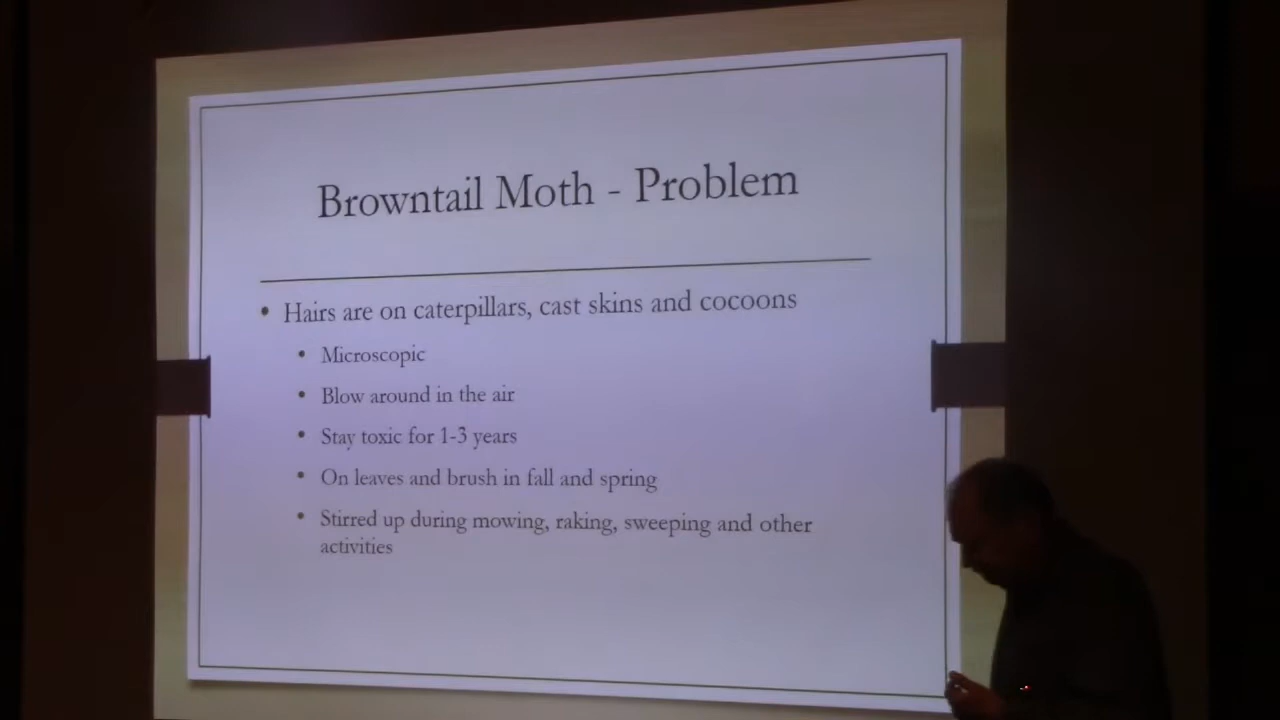 Browntail Moth - Problem
• Hairs are on caterpillars, cast skins and cocoons
• Microscopic
• Blow around in the air
• Stay toxic for 1-3 years
• On leaves and brush in fall and spring
• Stirred up during mowing, raking, sweeping and other
activities